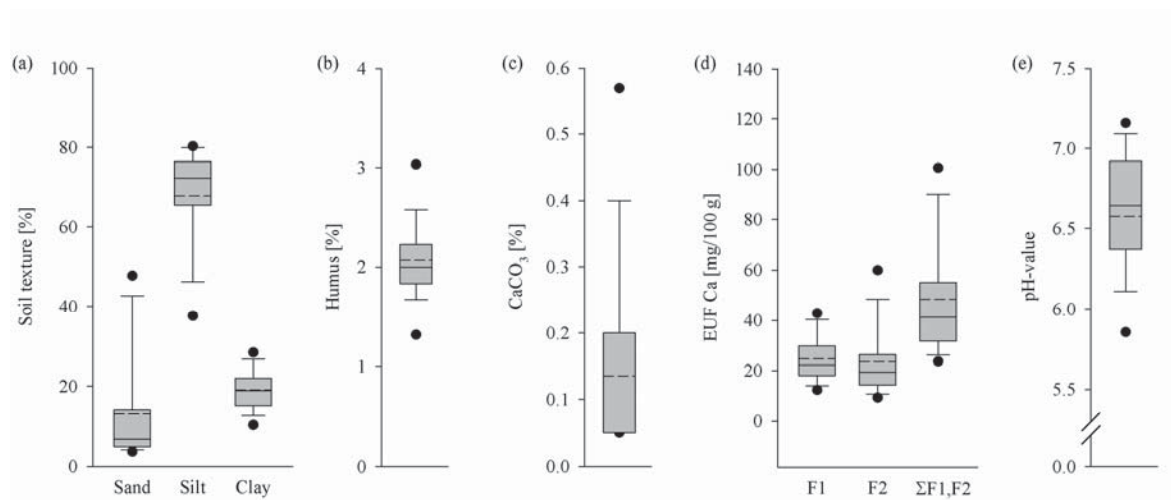 (a)
Soil texture [%]
100
80
60
40
20
0
Sand Silt Clay
(b)
Humus [%]
4
3
2
1
0
(c)
CaCO₃ [%]
0.6
0.5
0.4
0.3
0.2
0.1
0.0
(d)
EUF Ca [mg/100 g]
140
120
100
80
60
40
20
0
F1 F2 ΣF1,F2
(e)
pH-value
7.5
7.0
6.5
6.0
5.5
0.0